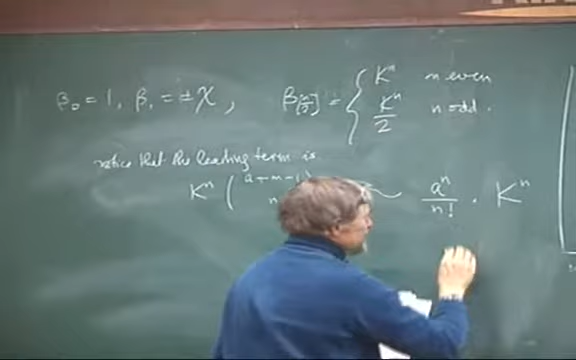 β₀ = 1, β₁ = ± χ, β[n/2] = { Kⁿ n even
Kⁿ/2 n odd.
notice that the leading term is
Kⁿ ( a+n-1 n ~ aⁿ/n! · Kⁿ